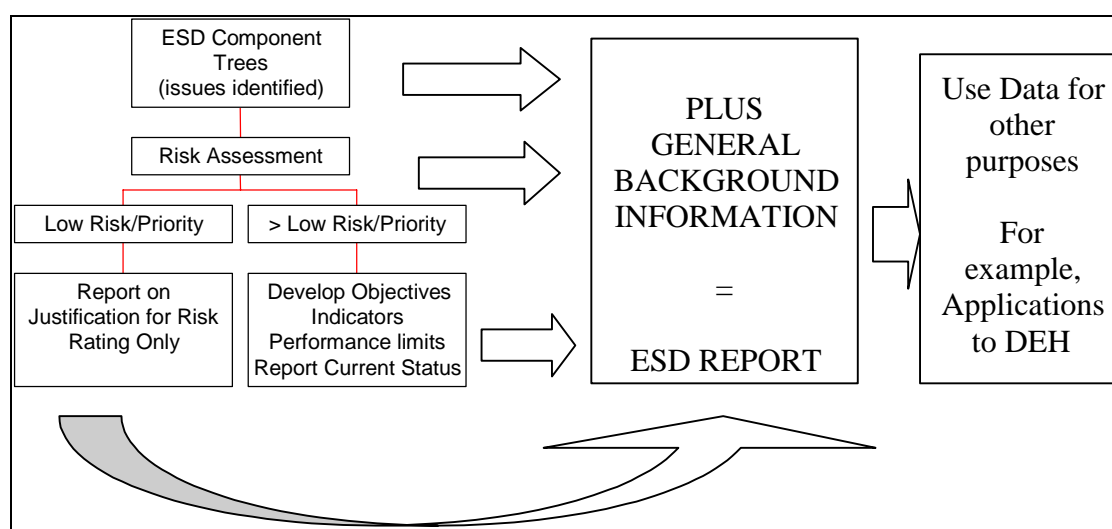 ESD Component
Trees
(issues identified)
Risk Assessment
Low Risk/Priority
> Low Risk/Priority
Report on
Justification for Risk
Rating Only
Develop Objectives
Indicators
Performance limits
Report Current Status
PLUS
GENERAL
BACKGROUND
INFORMATION
=
ESD REPORT
Use Data for
other
purposes
For
example,
Applications
to DEH